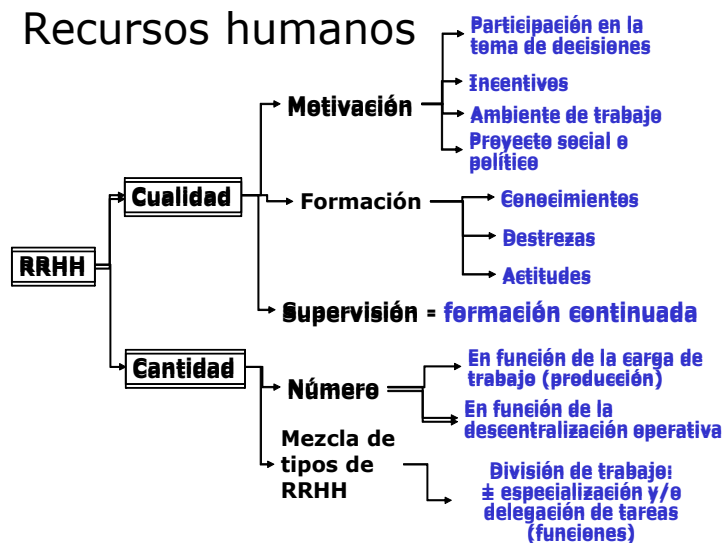 Recursos humanos
Participación en la
toma de decisiones
Incentivos
Motivación
Ambiente de trabajo
Proyecto social o
político
Cualidad
Formación
Conocimientos
Destrezas
Actitudes
RRHH
Supervisión = formación continuada
Cantidad
Número
En función de la carga de
trabajo (producción)
En función de la
descentralización operativa
Mezcla de
tipos de
RRHH
División de trabajo:
± especialización y/o
delegación de tareas
(funciones)